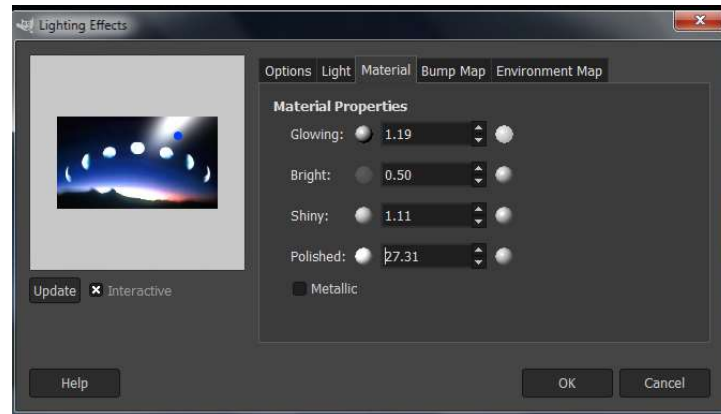 Lighting Effects
Options Light Material Bump Map Environment Map
Material Properties
Glowing: 1.19
Bright: 0.50
Shiny: 1.11
Polished: 27.31
Metallic
Update Interactive
Help OK Cancel